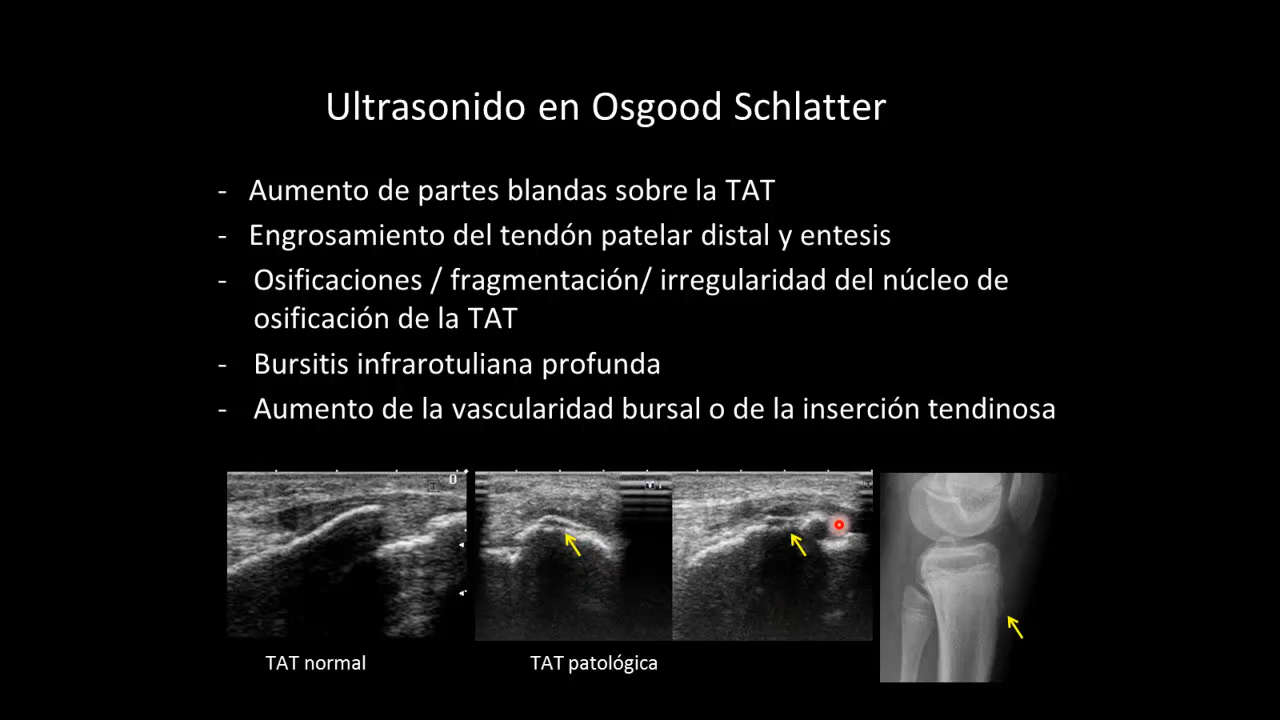 Ultrasonido en Osgood Schlatter
- Aumento de partes blandas sobre la TAT
- Engrosamiento del tendón patelar distal y entesis
- Osificaciones / fragmentación/ irregularidad del núcleo de
osificación de la TAT
- Bursitis infrarotuliana profunda
- Aumento de la vascularidad bursal o de la inserción tendinosa
0
TAT normal
TAT patológica